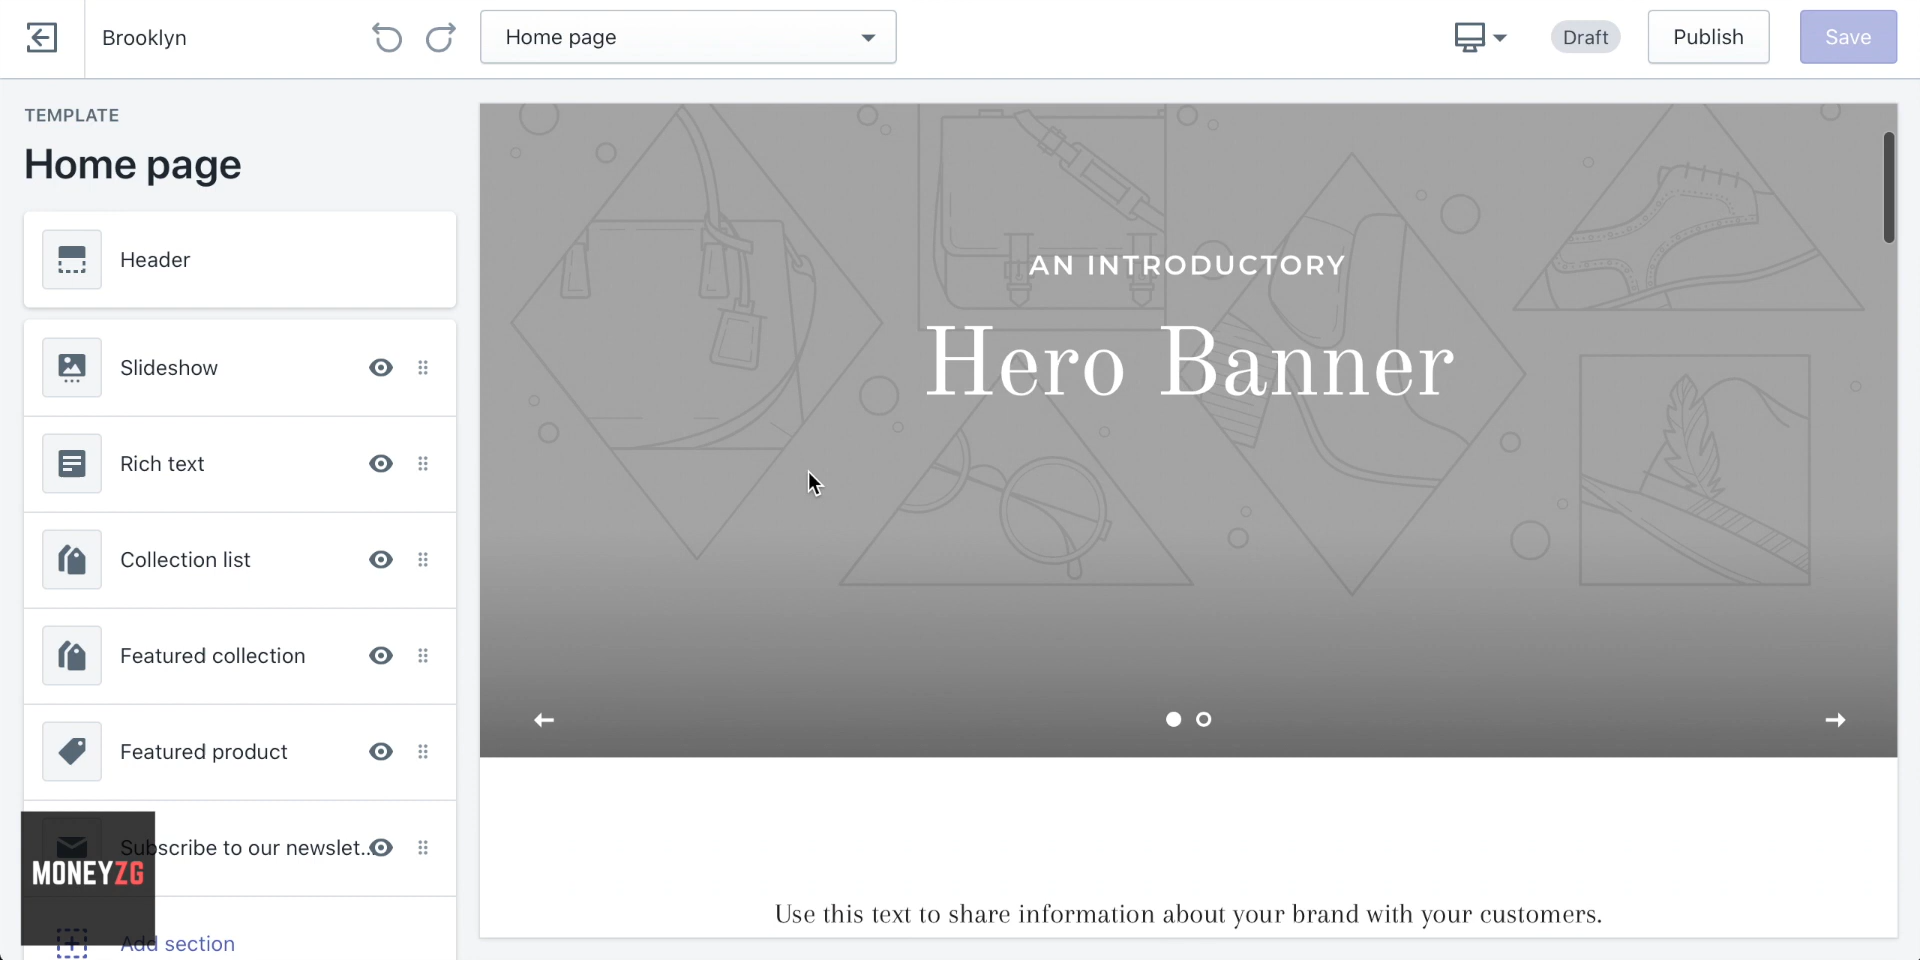 Brooklyn
Home page
Draft
Publish
Save
TEMPLATE
Home page
Header
Slideshow
Rich text
Collection list
Featured collection
Featured product
Subscribe to our newslet...
Add section
MONEYZG
AN INTRODUCTORY
Hero Banner
Use this text to share information about your brand with your customers.